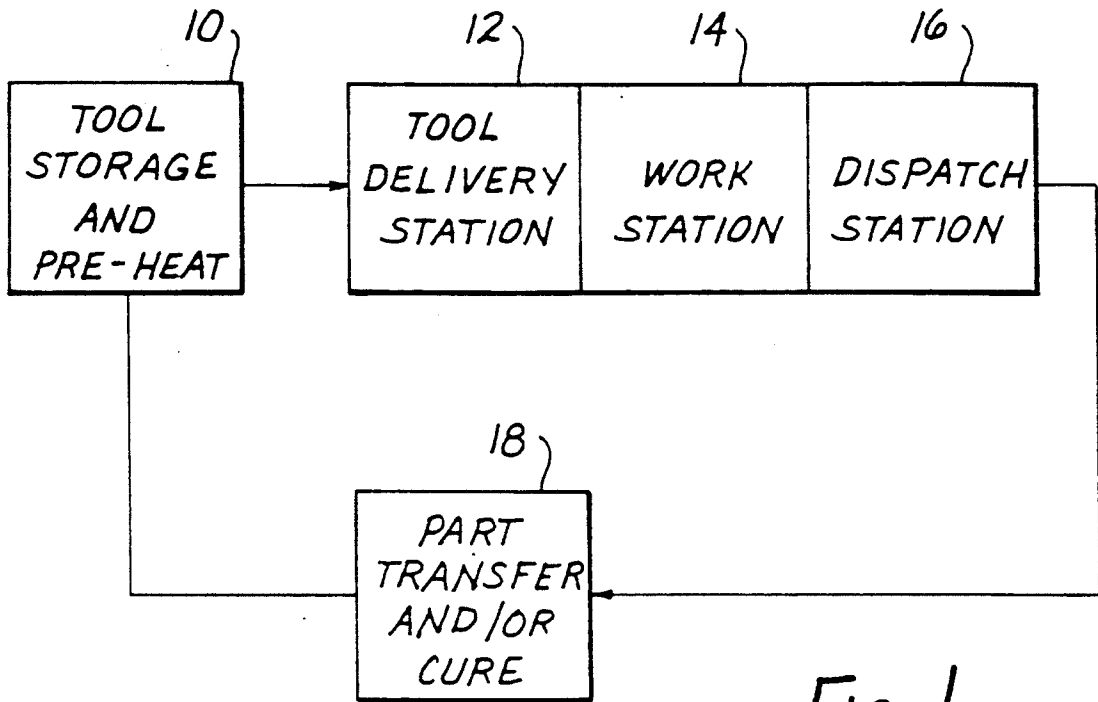 10
12
14
16
TOOL
STORAGE
AND
PRE-HEAT
TOOL
DELIVERY
STATION
WORK
STATION
DISPATCH
STATION
18
PART
TRANSFER
AND/OR
CURE
Fig. 1